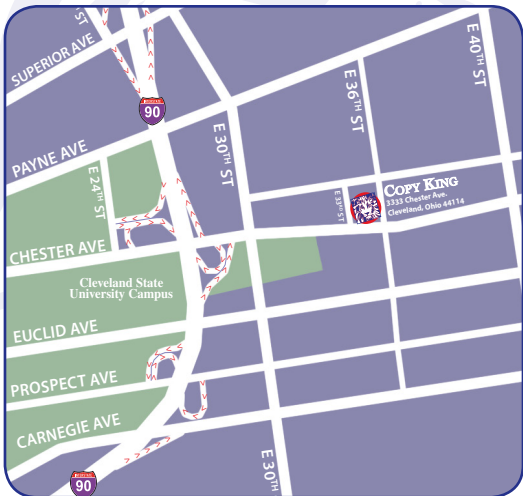 ST
SUPERIOR AVE
90
E 40TH ST
E 36TH ST
PAYNE AVE
E 30TH ST
E 24TH ST
E 33RD ST
COPY KING
3333 Chester Ave.
Cleveland, Ohio 44114
CHESTER AVE
Cleveland State
University Campus
EUCLID AVE
PROSPECT AVE
CARNEGIE AVE
E 30TH
90